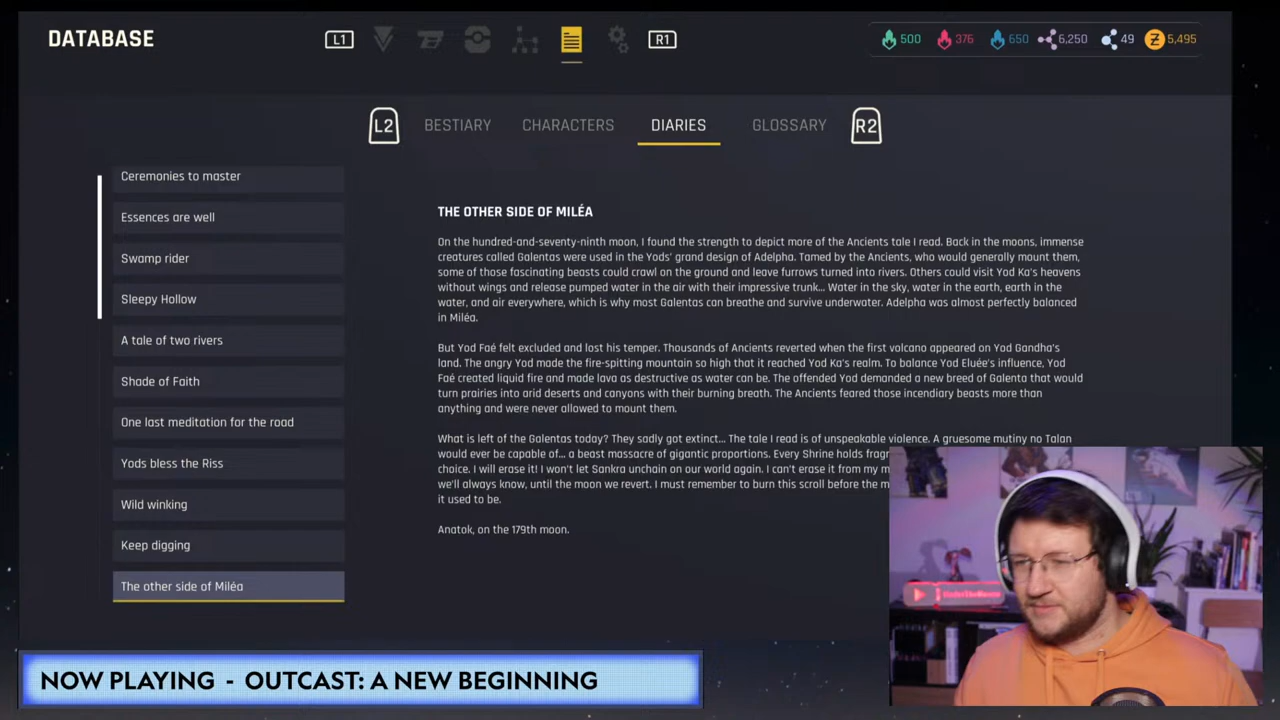 DATABASE
L1
R1
500
376
650
6,250
49
5,495
L2
BESTIARY
CHARACTERS
DIARIES
GLOSSARY
R2
Ceremonies to master
Essences are well
Swamp rider
Sleepy Hollow
A tale of two rivers
Shade of Faith
One last meditation for the road
Yods bless the Riss
Wild winking
Keep digging
The other side of Miléa
THE OTHER SIDE OF MILÉA
On the hundred-and-seventy-ninth moon, I found the strength to depict more of the Ancients tale I read. Back in the moons, immense
creatures called Galentas were used in the Yods' grand design of Adelpha. Tamed by the Ancients, who would generally mount them,
some of those fascinating beasts could crawl on the ground and leave furrows turned into rivers. Others could visit Yod Ka's heavens
without wings and release pumped water in the air with their impressive trunk... Water in the sky, water in the earth, earth in the
water, and air everywhere, which is why most Galentas can breathe and survive underwater. Adelpha was almost perfectly balanced
in Miléa.
But Yod Faé felt excluded and lost his temper. Thousands of Ancients reverted when the first volcano appeared on Yod Gandha's
land. The angry Yod made the fire-spitting mountain so high that it reached Yod Ka's realm. To balance Yod Eluée's influence, Yod
Faé created liquid fire and made lava as destructive as water can be. The offended Yod demanded a new breed of Galenta that would
turn prairies into arid deserts and canyons with their burning breath. The Ancients feared those incendiary beasts more than
anything and were never allowed to mount them.
What is left of the Galentas today? They sadly got extinct... The tale I read is of unspeakable violence. A gruesome mutiny no Talan
would ever be capable of... a beast massacre of gigantic proportions. Every Shrine holds
choice. I will erase it! I won't let Sankra unchain on our world again. I can't erase it from my
we'll always know, until the moon we revert. I must remember to burn this scroll before the
it used to be.
Anatok, on the 179th moon.
NOW PLAYING - OUTCAST: A NEW BEGINNING